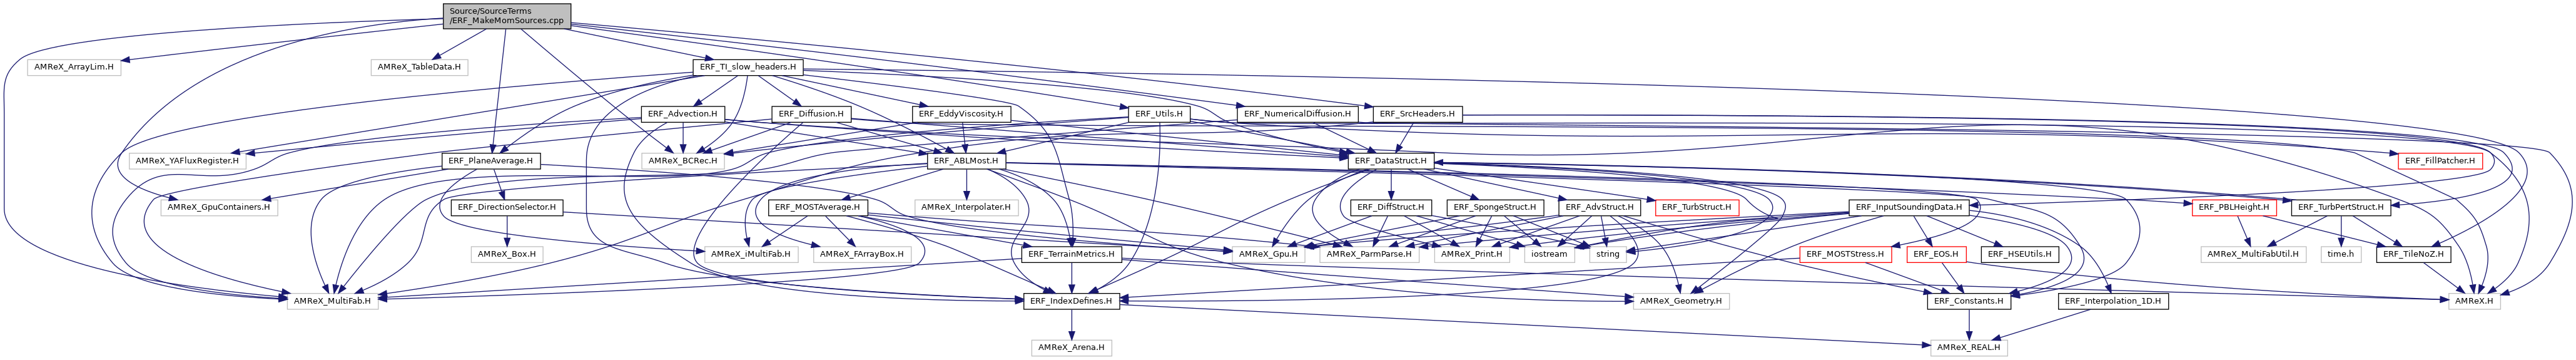 Source/SourceTerms
/ERF_MakeMomSources.cpp
AMReX_ArrayLim.H
AMReX_TableData.H
ERF_TI_slow_headers.H
ERF_Advection.H
ERF_Diffusion.H
ERF_EddyViscosity.H
ERF_Utils.H
ERF_NumericalDiffusion.H
ERF_SrcHeaders.H
AMReX_YAFluxRegister.H
ERF_PlaneAverage.H
AMReX_BCRec.H
ERF_ABLMost.H
ERF_DataStruct.H
ERF_FillPatcher.H
AMReX_GpuContainers.H
ERF_DirectionSelector.H
ERF_MOSTAverage.H
AMReX_Interpolater.H
ERF_DiffStruct.H
ERF_SpongeStruct.H
ERF_AdvStruct.H
ERF_TurbStruct.H
ERF_InputSoundingData.H
ERF_PBLHeight.H
ERF_TurbPertStruct.H
AMReX_Box.H
AMReX_iMultiFab.H
AMReX_FArrayBox.H
ERF_TerrainMetrics.H
AMReX_Gpu.H
AMReX_ParmParse.H
AMReX_Print.H
iostream
string
ERF_MOSTStress.H
ERF_EOS.H
ERF_HSEUtils.H
AMReX_MultiFabUtil.H
time.h
ERF_TileNoZ.H
AMReX_MultiFab.H
ERF_IndexDefines.H
AMReX_Geometry.H
ERF_Constants.H
ERF_Interpolation_1D.H
AMReX.H
AMReX_Arena.H
AMReX_REAL.H